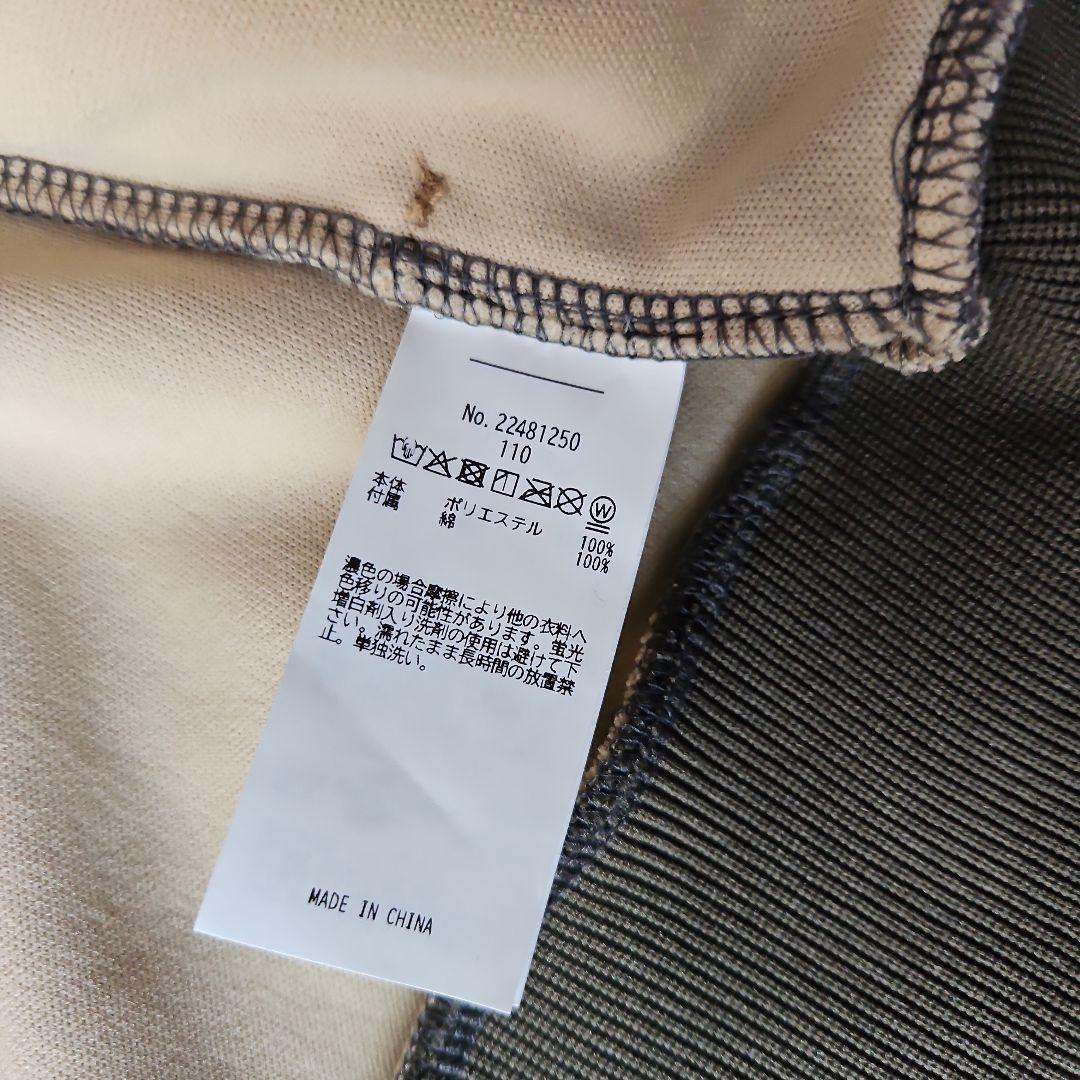 No. 22481250
110
W
本体 ポリエステル 100%
付属 綿 100%
濃色の場合摩擦により他の衣料へ
色移りの可能性があります。蛍光
増白剤入り洗剤の使用は避けて下
さい。濡れたまま長時間の放置禁
止。単独洗い。
MADE IN CHINA